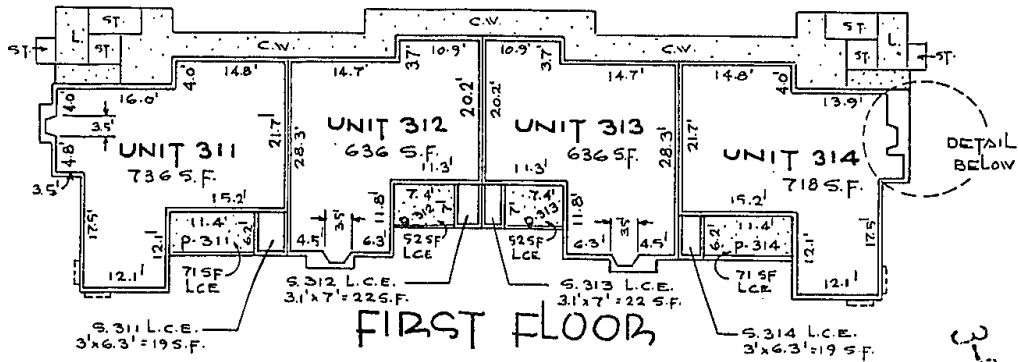 ST. L. ST. ST.
C.W.
C.W.
C.W.
ST. L. ST. ST.
14.8' 4.0' 14.7' 3.7' 10.9' 10.9' 3.7' 14.7' 14.8' 4.0'
16.0' 4.0 3.5' 4.8' 3.5' 21.7' 28.3' 20.2' 20.2' 28.3' 21.7' 13.9'
UNIT 311
736 S.F.
UNIT 312
636 S.F.
UNIT 313
636 S.F.
UNIT 314
718 S.F.
DETAIL
BELOW
15.2' 11.3' 11.3' 15.2'
17.5' 12.1' 12.1' 11.4' P-311 6.2'
71 SF
LCE
4.5' 3.5' 6.3' 11.8' 7.4' P-312 7'
52 SF
LCE
7.4' P-313 7'
52 SF
LCE
11.8' 6.3' 3.5' 4.5'
11.4' P-314 6.2'
71 SF
LCE
12.1' 12.1' 17.5'
S.311 L.C.E.
3'x6.3'=19 S.F.
S.312 L.C.E.
3.1'x7'=22 S.F.
S.313 L.C.E.
3.1'x7'=22 S.F.
S.314 L.C.E.
3'x6.3'=19 S.F.
FIRST FLOOR